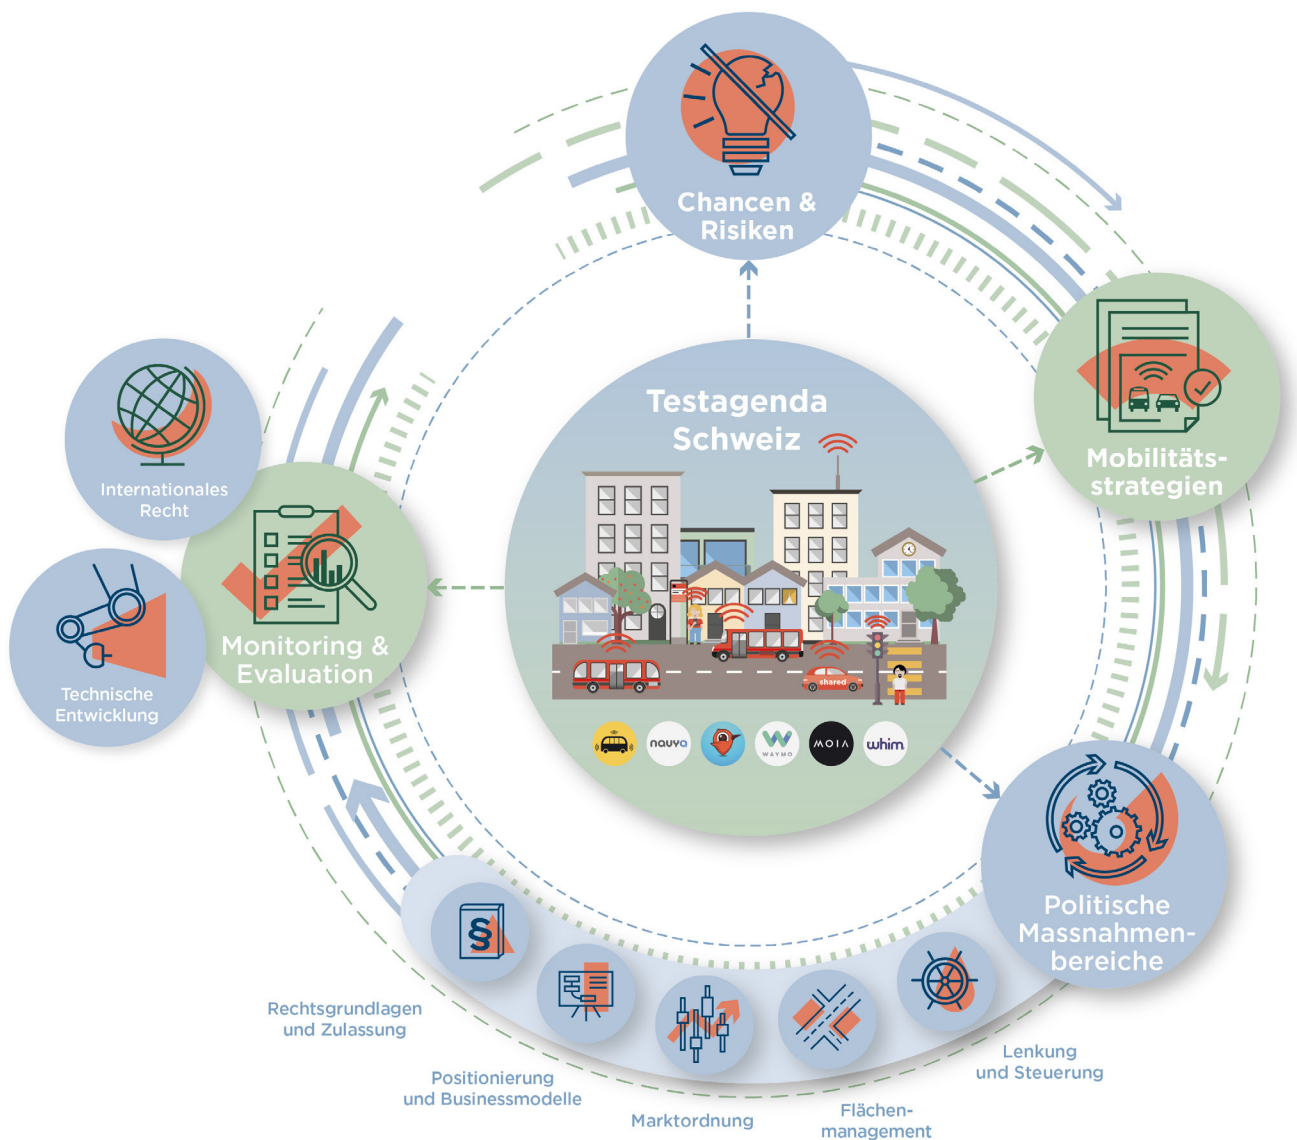 Chancen &
Risiken
Mobilitäts-
strategien
Testagenda
Schweiz
shared
navya
WAYMO
MOIA
whim
Internationales
Recht
Technische
Entwicklung
Monitoring &
Evaluation
Politische
Massnahmen-
bereiche
§
Rechtsgrundlagen
und Zulassung
Positionierung
und Businessmodelle
Marktordnung
Flächen-
management
Lenkung
und Steuerung